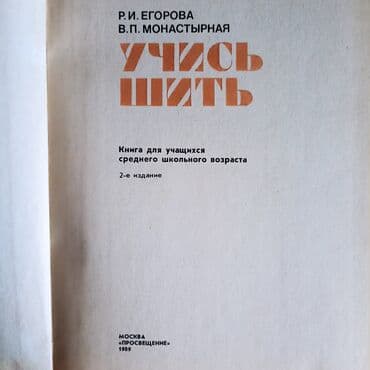 Р. И. ЕГОРОВА
В. П. МОНАСТЫРНАЯ
УЧИСЬ
ШИТЬ
Книга для учащихся
среднего школьного возраста
2-е издание
МОСКВА
«ПРОСВЕЩЕНИЕ»
1989